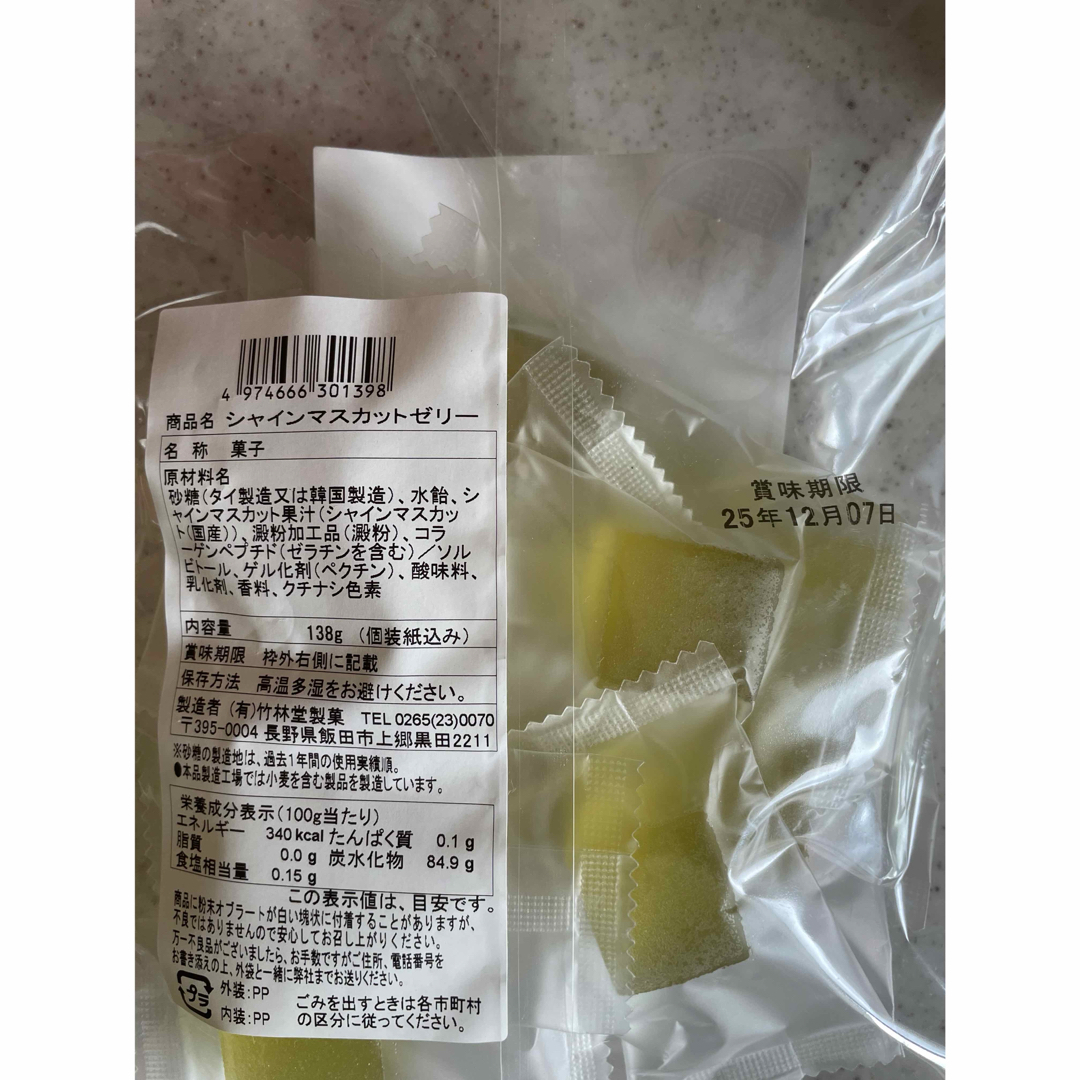 4 974666 301398
商品名 シャインマスカットゼリー
名 称 菓子
原材料名
砂糖(タイ製造又は韓国製造)、水飴、シ
ャインマスカット果汁(シャインマスカッ
ト(国産))、澱粉加工品(澱粉)、コラ
ーゲンペプチド(ゼラチンを含む)／ソル
ビトール、ゲル化剤(ペクチン)、酸味料、
乳化剤、香料、クチナシ色素
内容量 138g (個装紙込み)
賞味期限 枠外右側に記載
保存方法 高温多湿をお避けください。
製造者 (有)竹林堂製菓 TEL 0265(23)0070
〒395-0004 長野県飯田市上郷黒田2211
※砂糖の製造地は、過去1年間の使用実績順。
●本品製造工場では小麦を含む製品を製造しています。
栄養成分表示(100g当たり)
エネルギー 340 kcal たんぱく質 0.1 g
脂質 0.0 g 炭水化物 84.9 g
食塩相当量 0.15 g
この表示値は、目安です。
商品に粉末オブラートが白い塊状に付着することがありますが、
不良ではありませんので安心してお召し上がりください。
万一不良品がございましたら、お手数ですがご住所、電話番号を
お書き添えの上、外袋と一緒に弊社までお送りください。
プラ
外装:PP
内装:PP
ごみを出すときは各市町村
の区分に従ってください。
賞味期限
25年12月07日